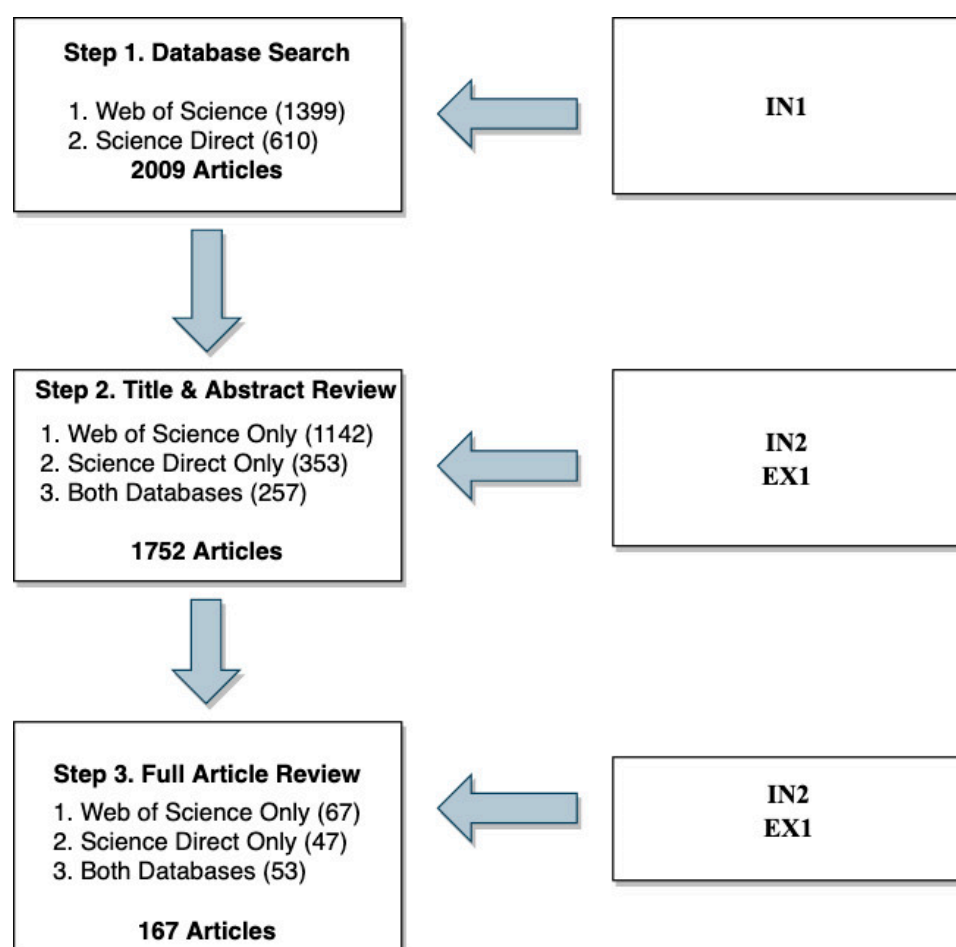 Step 1. Database Search
1. Web of Science (1399)
2. Science Direct (610)
2009 Articles
IN1
Step 2. Title & Abstract Review
1. Web of Science Only (1142)
2. Science Direct Only (353)
3. Both Databases (257)
1752 Articles
IN2
EX1
Step 3. Full Article Review
1. Web of Science Only (67)
2. Science Direct Only (47)
3. Both Databases (53)
167 Articles
IN2
EX1